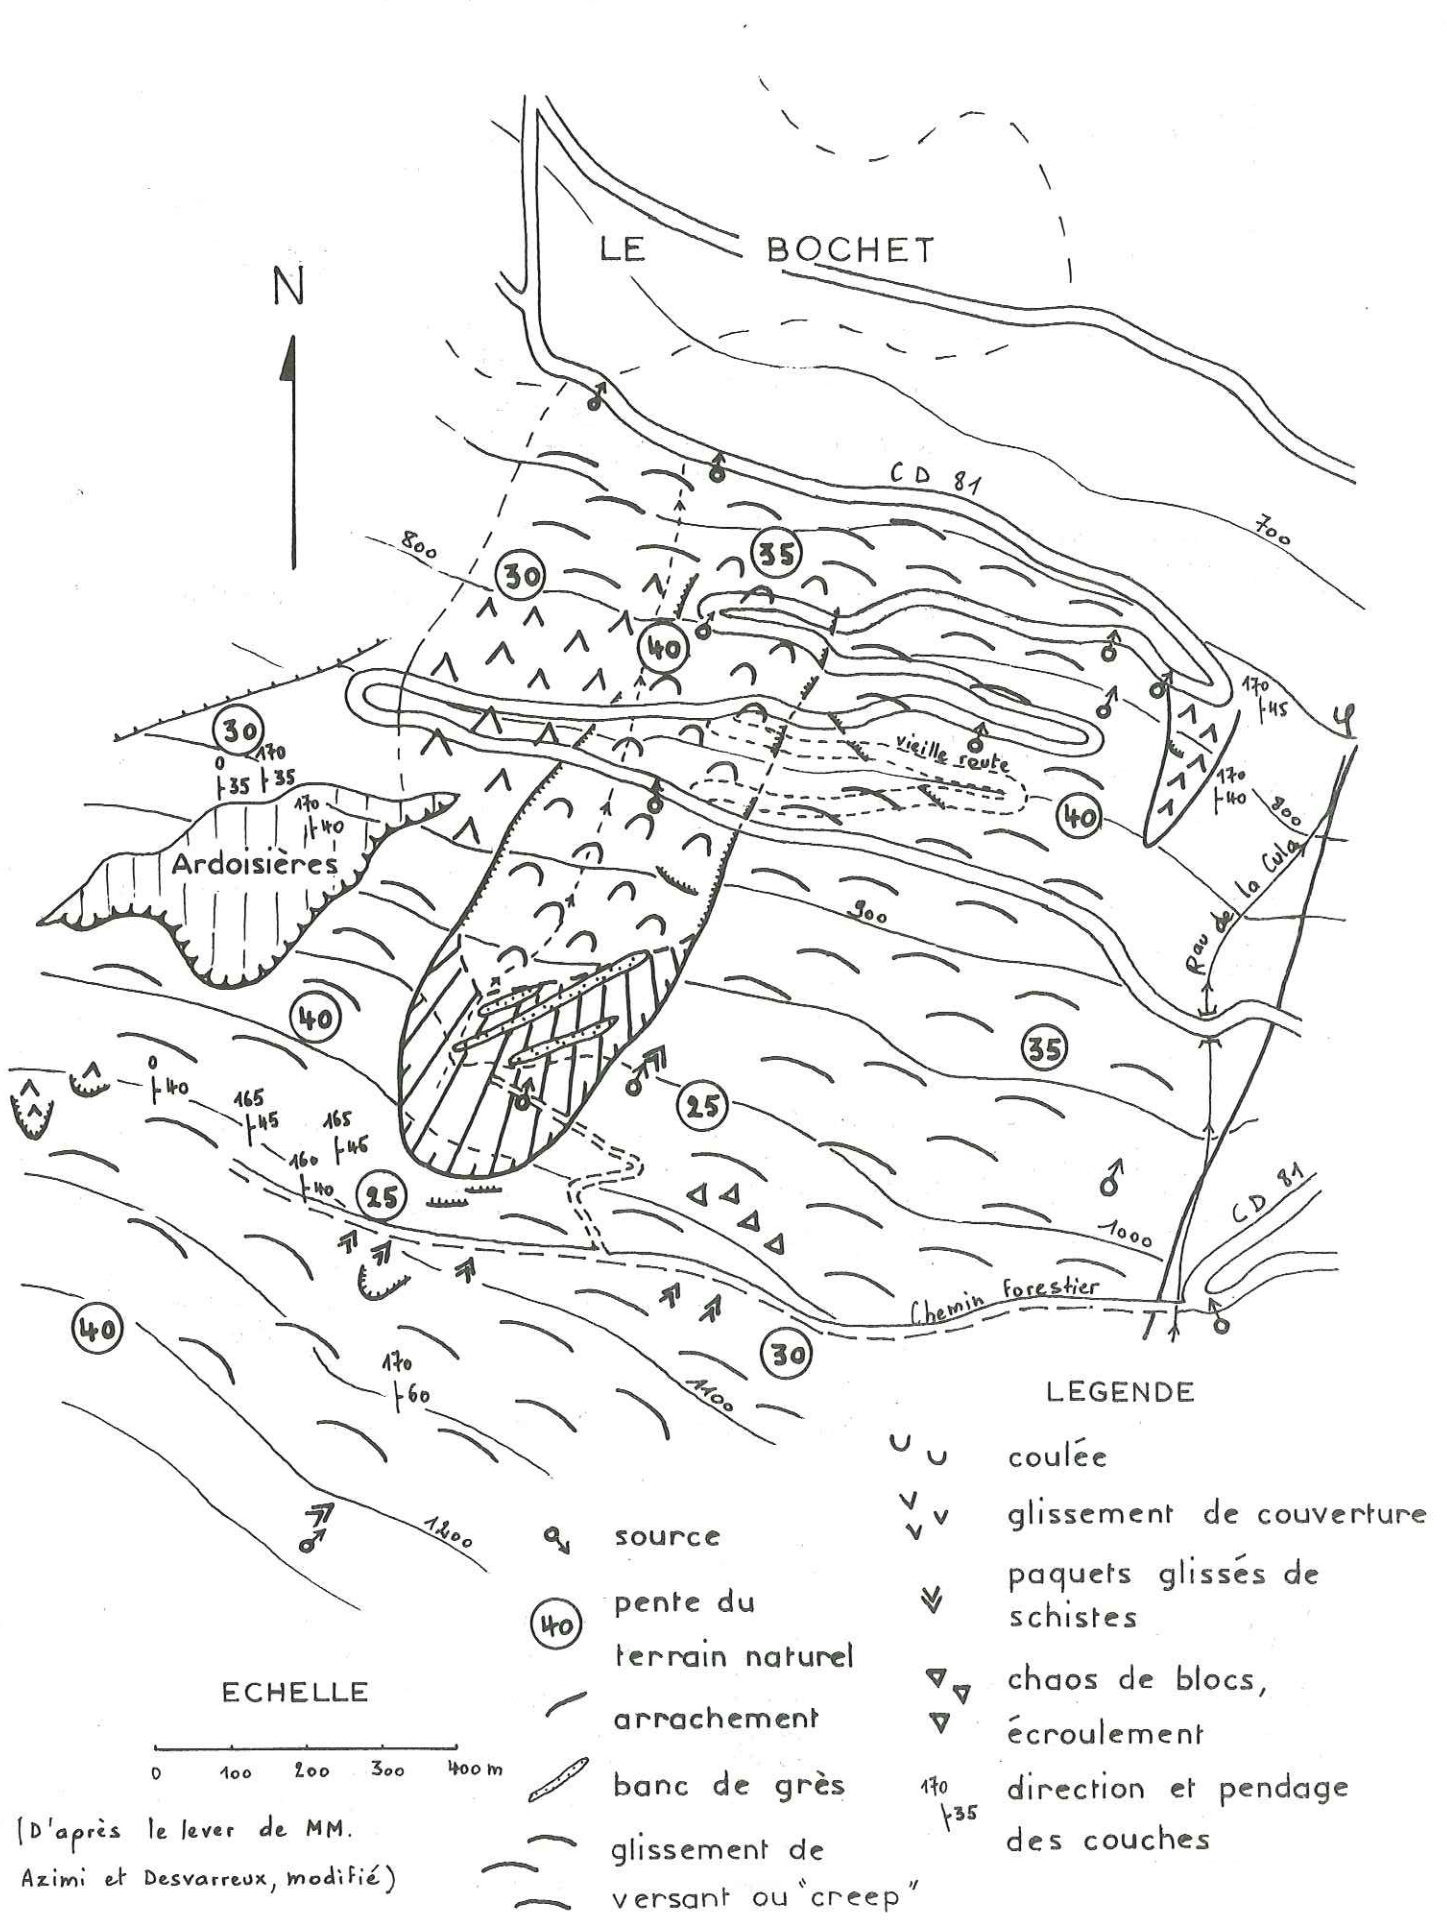 LE BOCHET
N
CD 81
700
800
35
30
40
170
45
30
0
35
170
35
vieille route
170
40
40
800
170
40
Ardoisières
Rau de la Cula
900
40
35
0
40
25
165
45
165
45
160
40
25
1000
CD 81
Chemin forestier
40
30
170
60
1100
1200
LEGENDE
coulée
glissement de couverture
paquets glissés de
schistes
chaos de blocs,
écroulement
170
35
direction et pendage
des couches
source
40
pente du
terrain naturel
arrachement
banc de grès
glissement de
versant ou "creep"
ECHELLE
0 100 200 300 400 m
(D'après le lever de MM.
Azimi et Desvarreux, modifié)